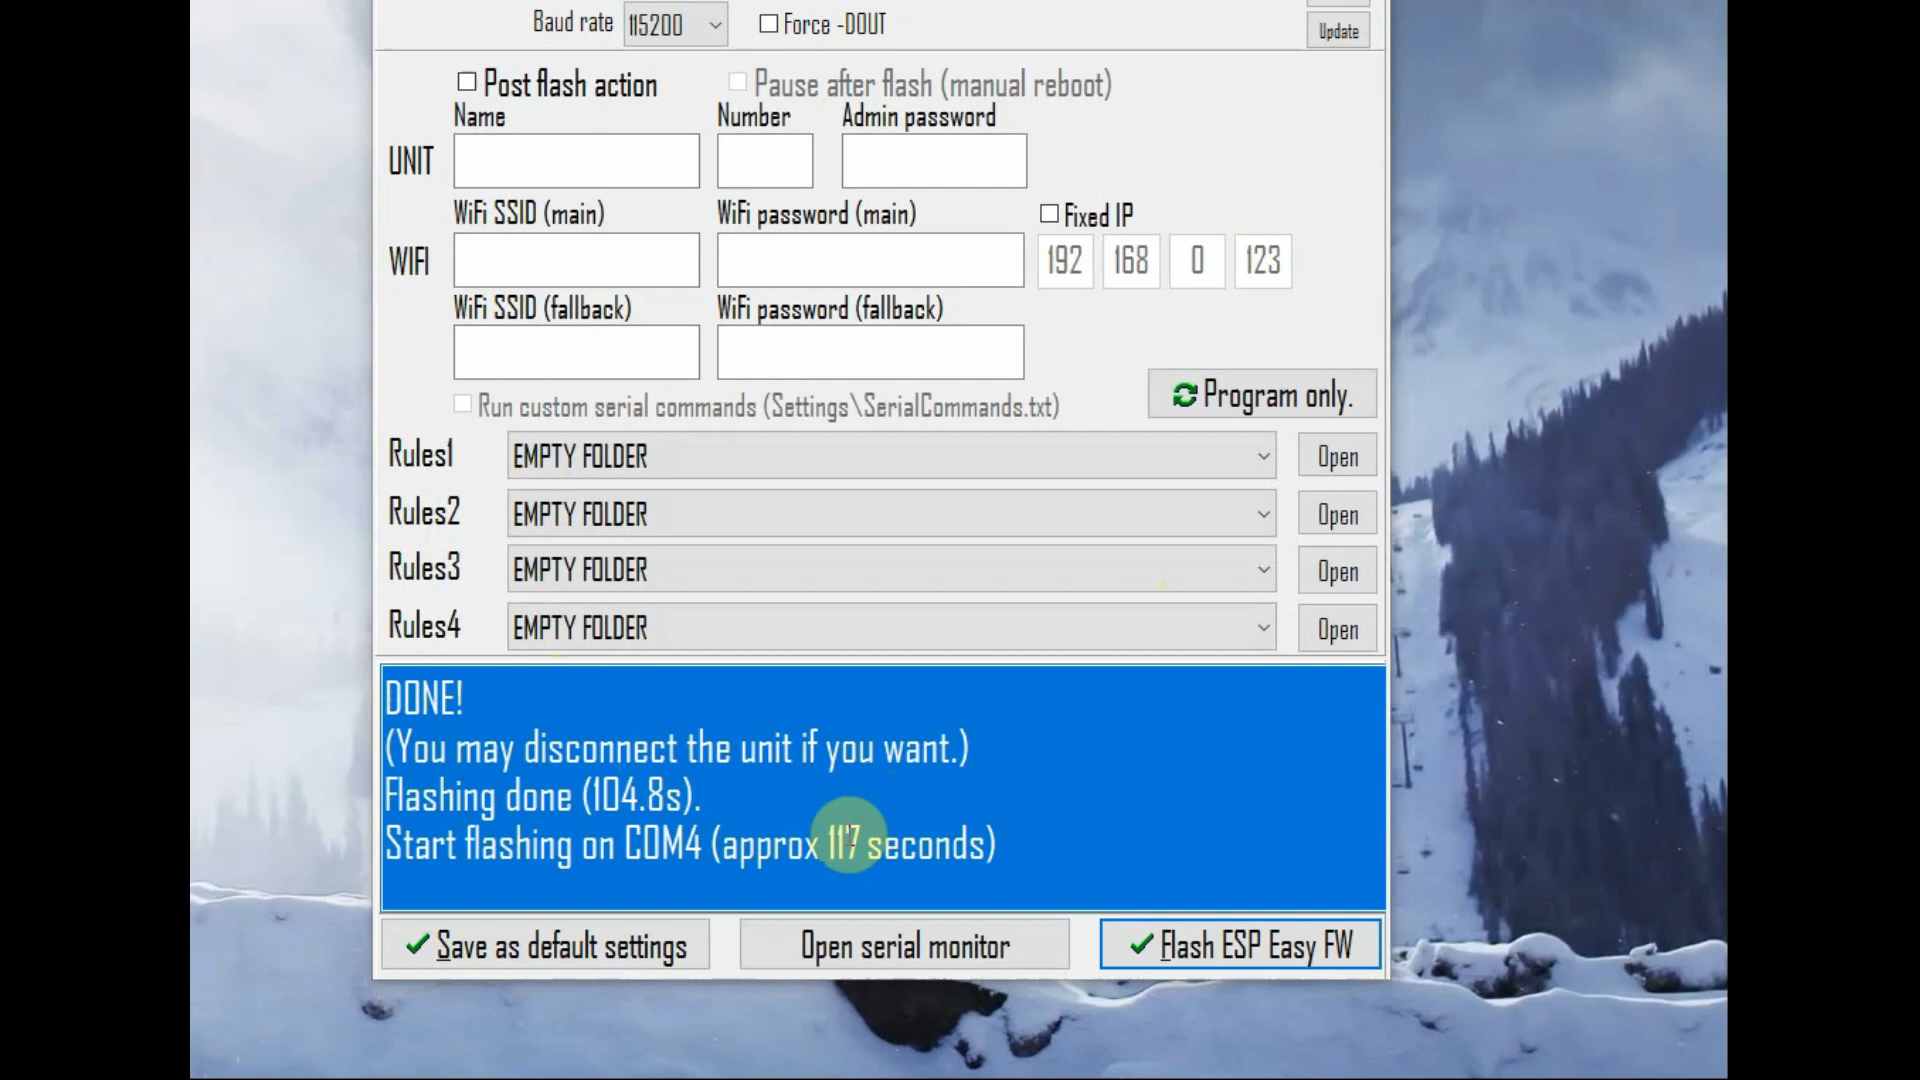 Baud rate 115200 Force -DOUT Update
Post flash action Pause after flash (manual reboot)
Name Number Admin password
UNIT
WiFi SSID (main) WiFi password (main) Fixed IP
WIFI 192 168 0 123
WiFi SSID (fallback) WiFi password (fallback)
Program only.
Run custom serial commands (Settings\SerialCommands.txt)
Rules1 EMPTY FOLDER Open
Rules2 EMPTY FOLDER Open
Rules3 EMPTY FOLDER Open
Rules4 EMPTY FOLDER Open
DONE!
(You may disconnect the unit if you want.)
Flashing done (104.8s).
Start flashing on COM4 (approx 117 seconds)
Save as default settings Open serial monitor Flash ESP Easy FW